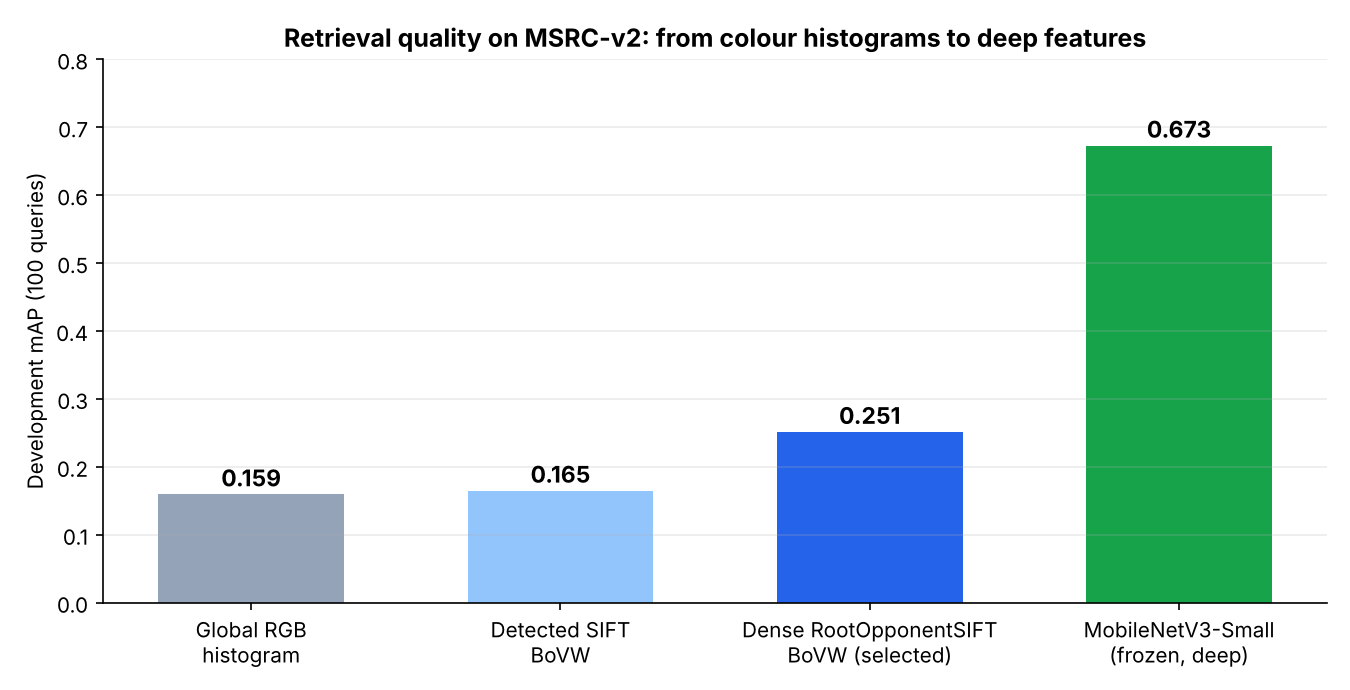 Retrieval quality on MSRC-v2: from colour histograms to deep features
Development mAP (100 queries)
0.8
0.7
0.6
0.5
0.4
0.3
0.2
0.1
0.0
0.159
0.165
0.251
0.673
Global RGB
histogram
Detected SIFT
BoVW
Dense RootOpponentSIFT
BoVW (selected)
MobileNetV3-Small
(frozen, deep)